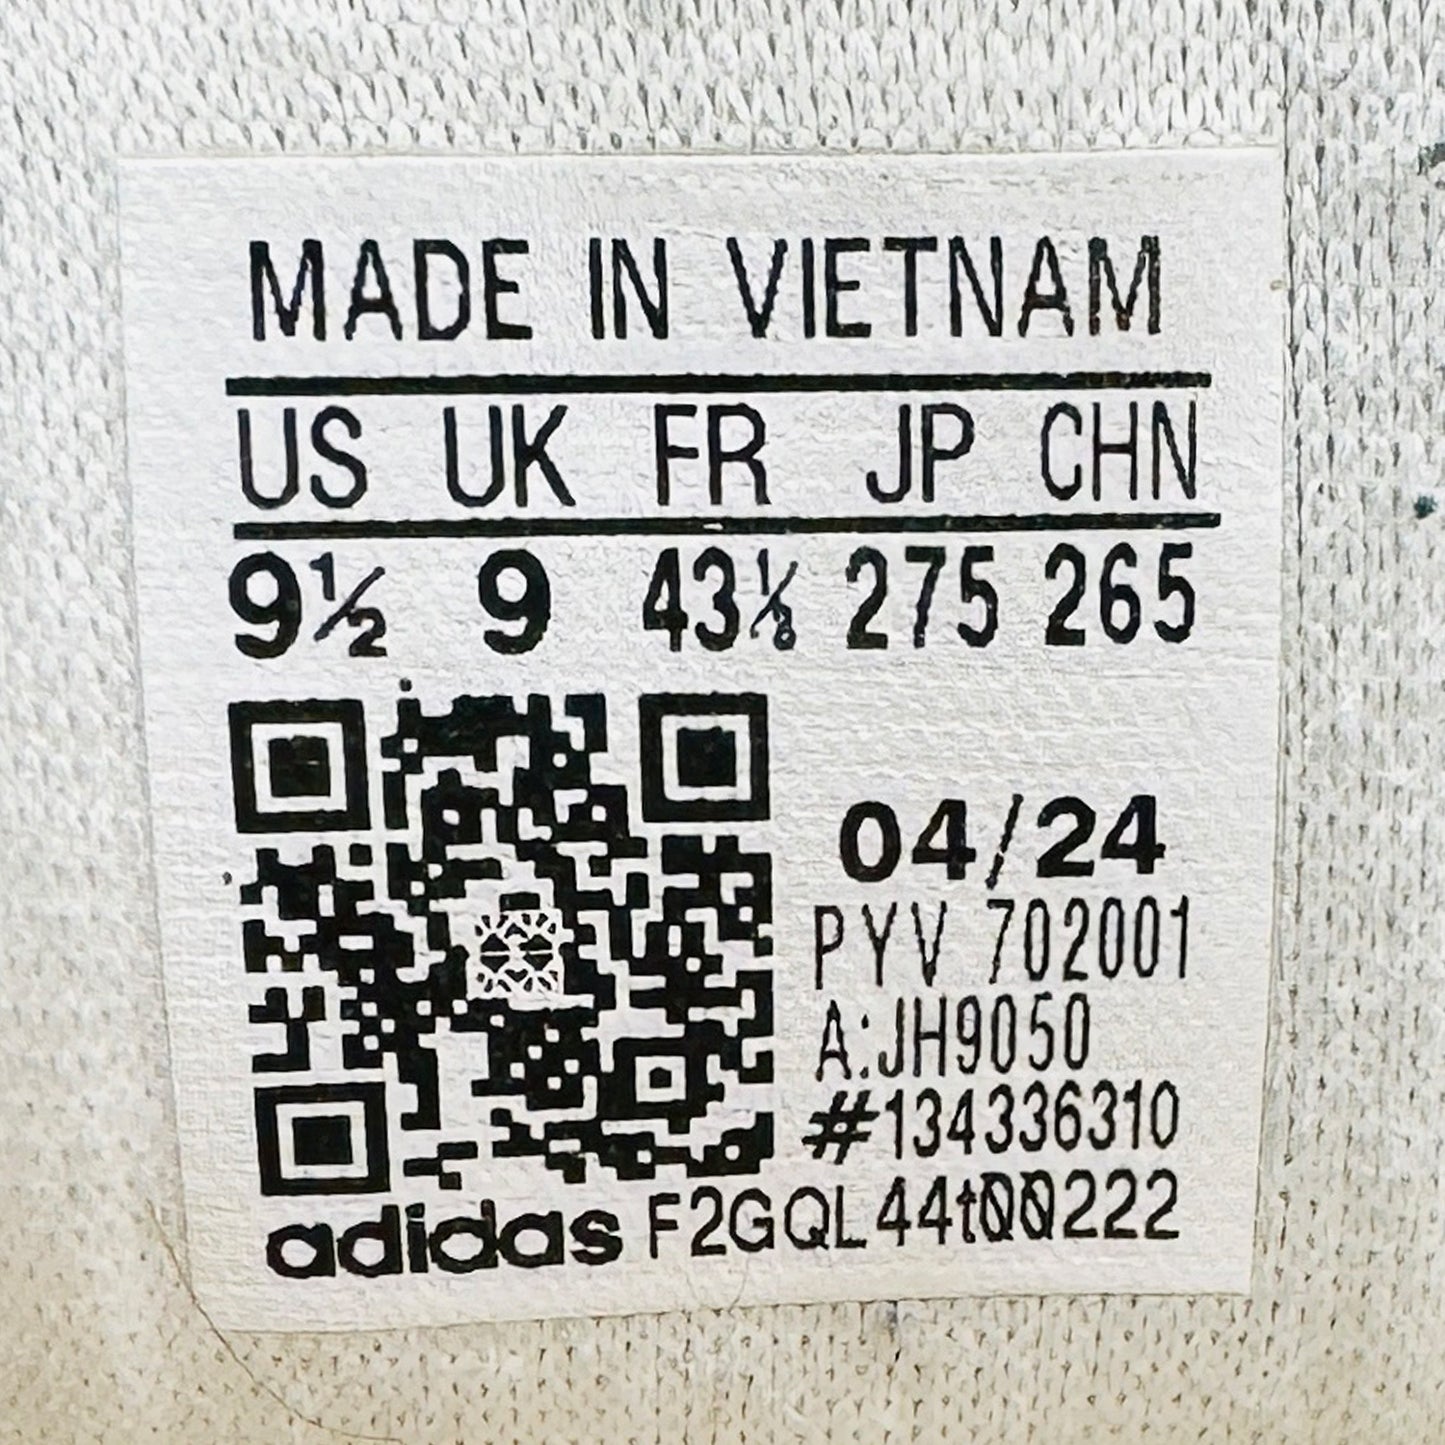 MADE IN VIETNAM
US UK FR JP CHN
9½ 9 43⅓ 275 265
04/24
PYV 702001
A:JH9050
#134336310
adidas